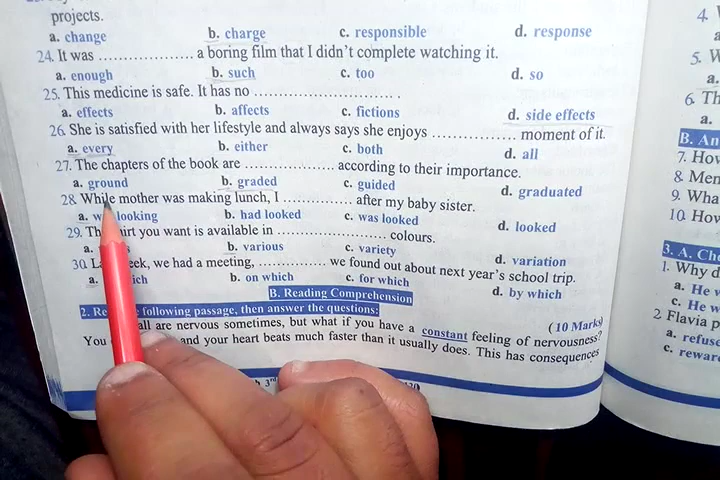 projects.
a. change b. charge c. responsible d. response
24. It was .................. a boring film that I didn't complete watching it.
a. enough b. such c. too d. so
25. This medicine is safe. It has no .............................. .
a. effects b. affects c. fictions d. side effects
26. She is satisfied with her lifestyle and always says she enjoys ............... moment of it.
a. every b. either c. both d. all
27. The chapters of the book are .................. according to their importance.
a. ground b. graded c. guided d. graduated
28. While mother was making lunch, I .............. after my baby sister.
a. looking b. had looked c. was looked d. looked
29. you want is available in ...................... colours.
a. b. various c. variety d. variation
30. we had a meeting, .............. we found out about next year's school trip.
a. b. on which c. for which d. by which
B. Reading Comprehension
2. following passage, then answer the questions: (10 Marks)
all are nervous sometimes, but what if you have a constant feeling of nervousness?
You and your heart beats much faster than it usually does. This has consequences
4.
5. W
a.
6. Th
a.
B. An
7. How
8. Men
9. Wha
10. How
3. A. Ch
1. Why d
a. He w
c. He w
2. Flavia p
a. refuse
c. rewar